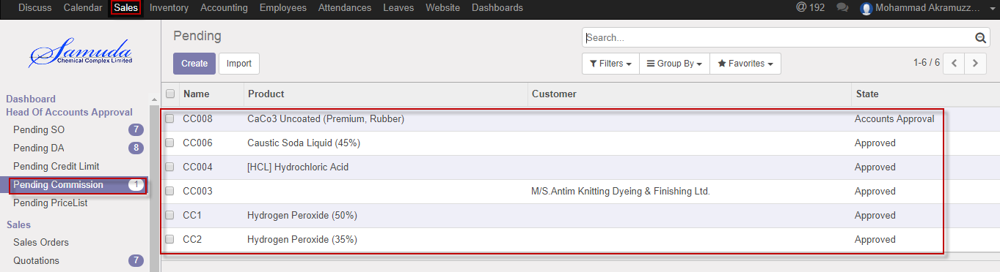 Discuss Calendar Sales Inventory Accounting Employees Attendances Leaves Website Dashboards @ 192 Mohammad Akramuzz...
Samuda
Chemical Complex Limited
Pending
Search...
Create Import
Filters Group By Favorites 1-6 / 6
Dashboard
Head Of Accounts Approval
Pending SO 7
Pending DA 8
Pending Credit Limit
Pending Commission 1
Pending PriceList
Sales
Sales Orders
Quotations 7
Name Product Customer State
CC008 CaCo3 Uncoated (Premium, Rubber) Accounts Approval
CC006 Caustic Soda Liquid (45%) Approved
CC004 [HCL] Hydrochloric Acid Approved
CC003 M/S.Antim Knitting Dyeing & Finishing Ltd. Approved
CC1 Hydrogen Peroxide (50%) Approved
CC2 Hydrogen Peroxide (35%) Approved